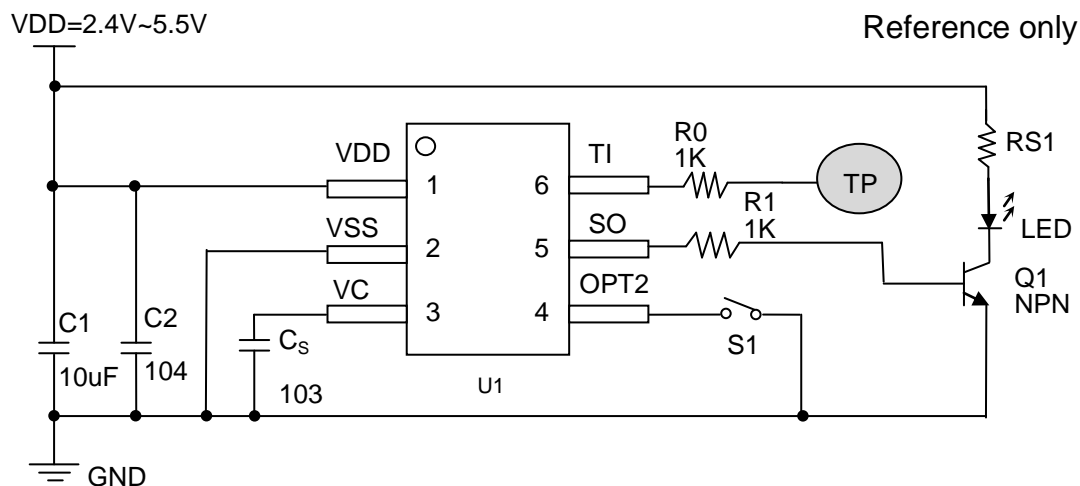 VDD=2.4V~5.5V
Reference only
VDD
TI
R0
1K
RS1
1
6
TP
VSS
SO
R1
1K
LED
2
5
VC
OPT2
Q1
NPN
3
4
C1
10uF
C2
104
CS
103
S1
U1
GND